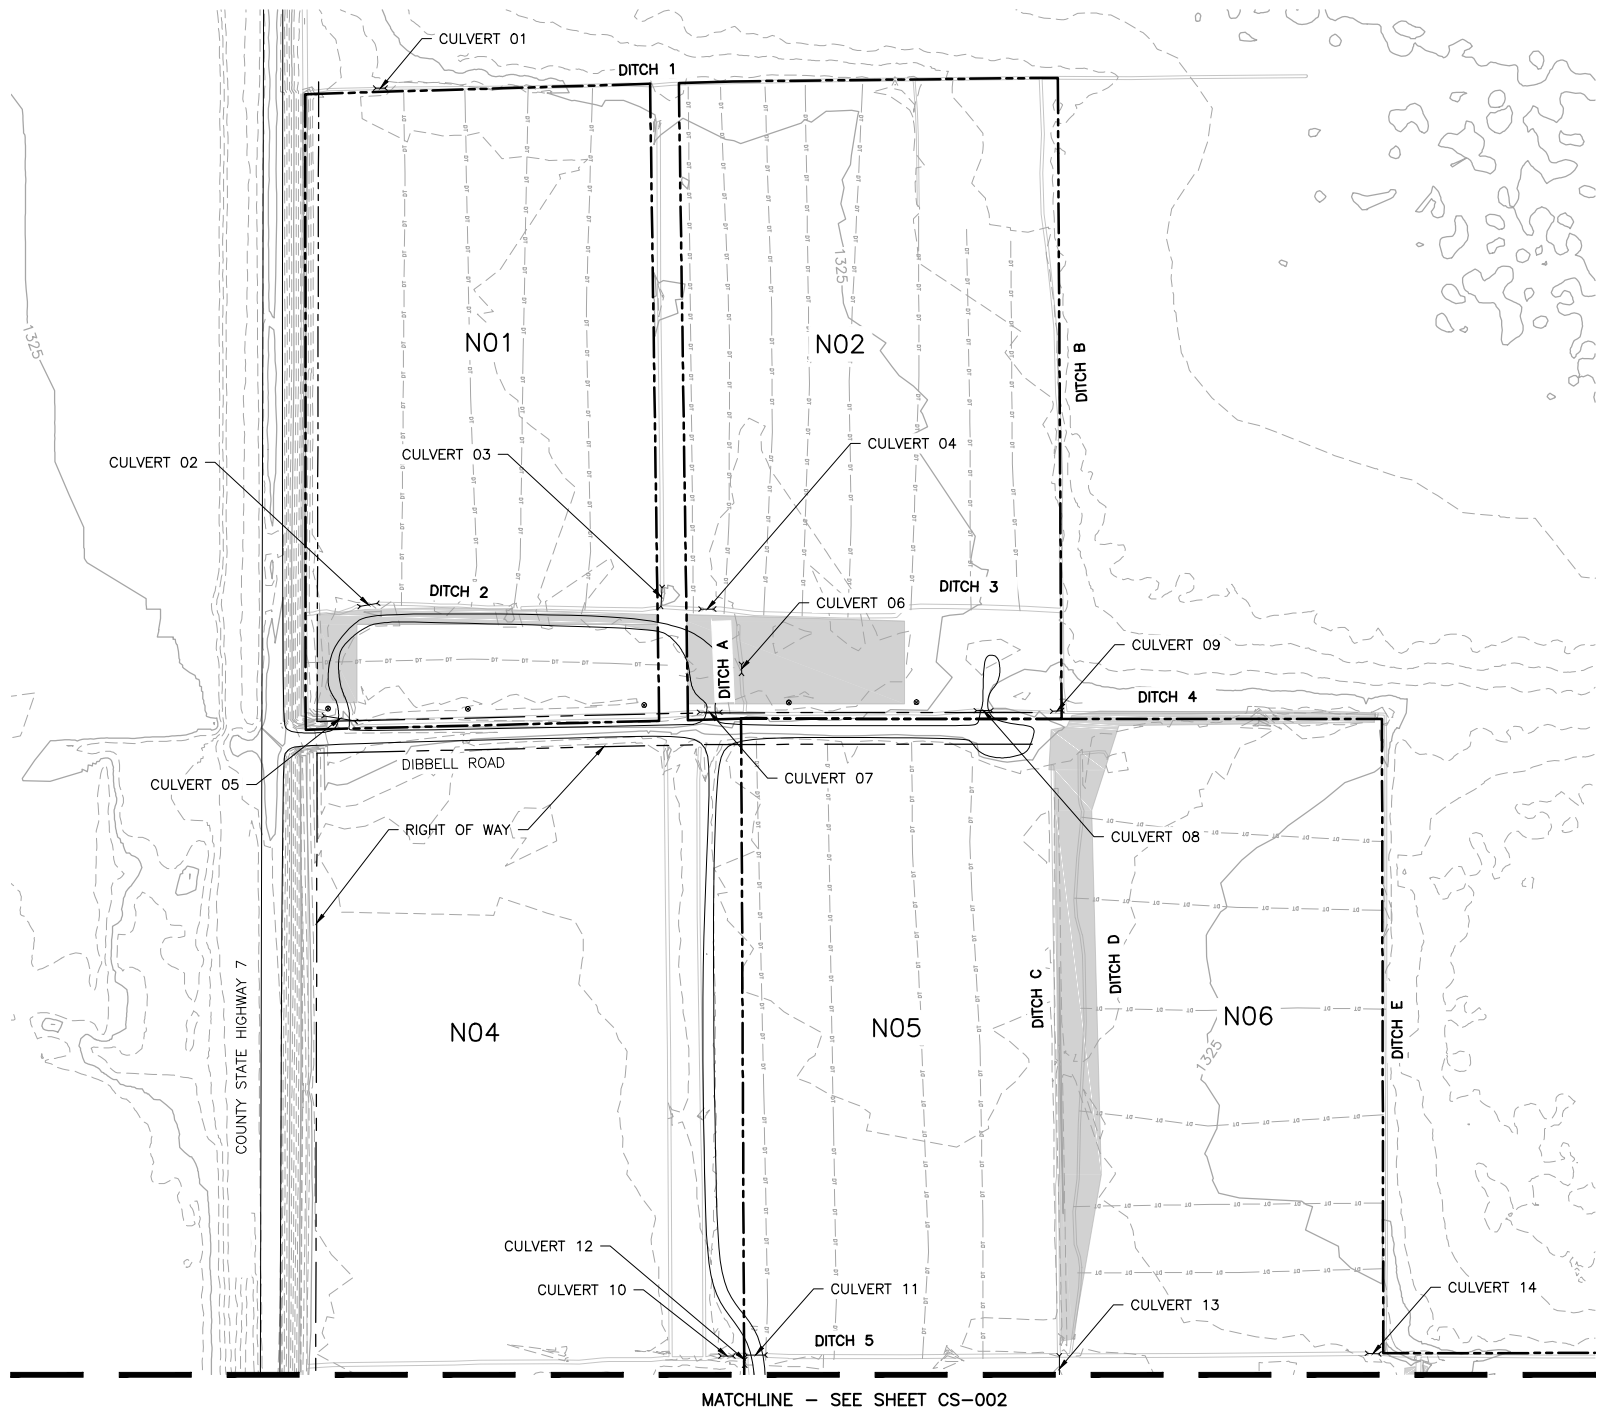 CULVERT 01
DITCH 1
1325
1325
N01
N02
DITCH B
CULVERT 04
CULVERT 03
CULVERT 02
DITCH 2
DITCH 3
CULVERT 06
CULVERT 09
DITCH A
DITCH 4
DIBBELL ROAD
CULVERT 07
CULVERT 05
RIGHT OF WAY
CULVERT 08
COUNTY STATE HIGHWAY 7
N04
N05
DITCH C
DITCH D
N06
1325
DITCH E
CULVERT 12
CULVERT 10
CULVERT 11
CULVERT 14
CULVERT 13
DITCH 5
MATCHLINE – SEE SHEET CS–002